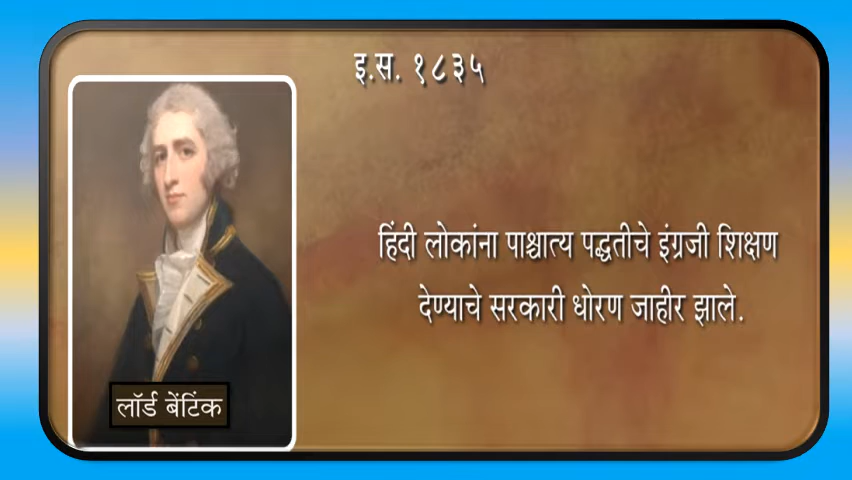 इ.स. १८३५
हिंदी लोकांना पाश्चात्य पद्धतीचे इंग्रजी शिक्षण
देण्याचे सरकारी धोरण जाहीर झाले.
लॉर्ड बेंटिंक